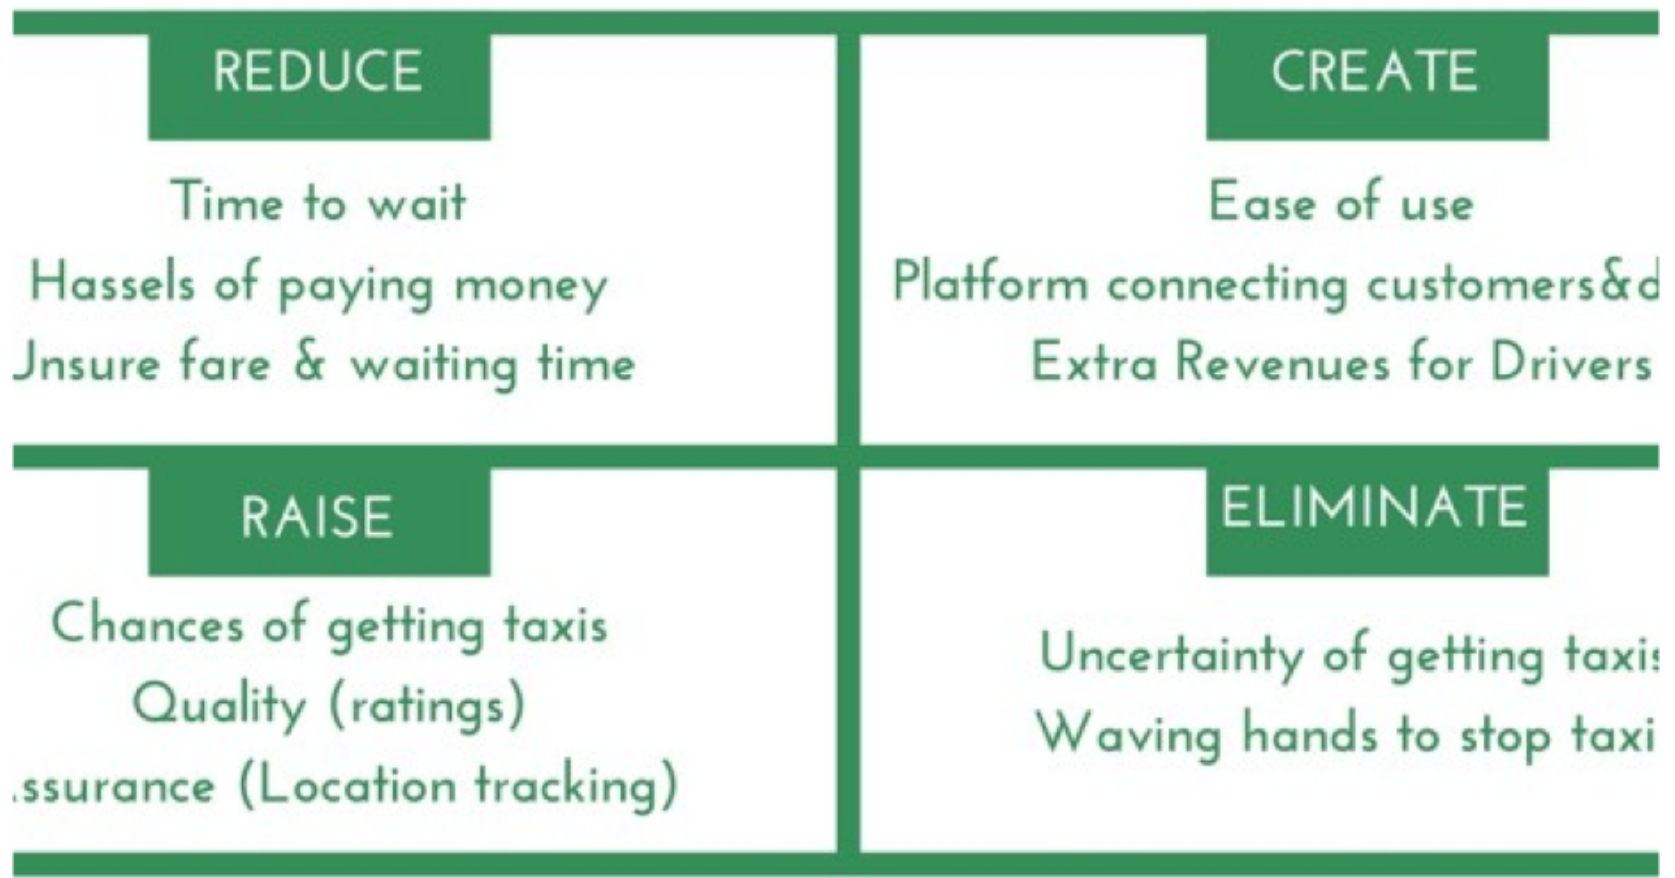 REDUCE
Time to wait
Hassels of paying money
Unsure fare & waiting time
CREATE
Ease of use
Platform connecting customers&d
Extra Revenues for Drivers
RAISE
Chances of getting taxis
Quality (ratings)
ssurance (Location tracking)
ELIMINATE
Uncertainty of getting taxis
Waving hands to stop taxi